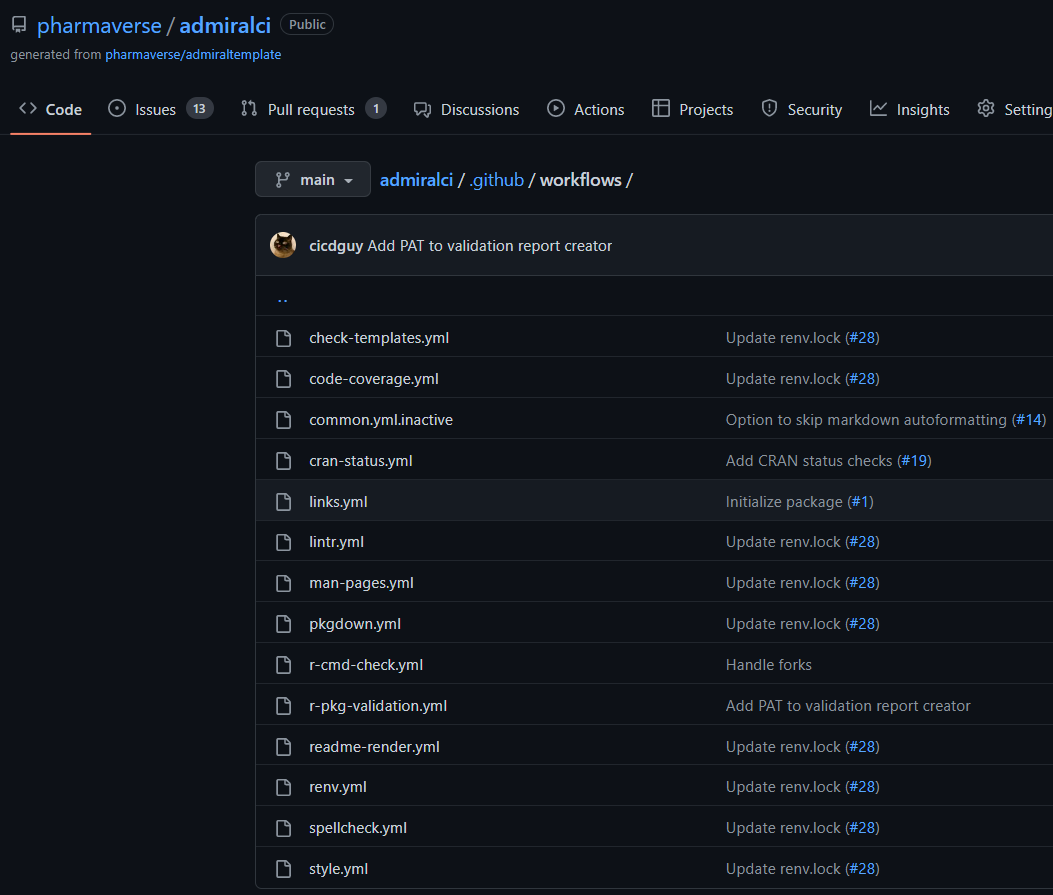 pharmaverse / admiralci Public
generated from pharmaverse/admiraltemplate
Code Issues 13 Pull requests 1 Discussions Actions Projects Security Insights Setting
main admiralci / .github / workflows /
cicdguy Add PAT to validation report creator
..
check-templates.yml Update renv.lock (#28)
code-coverage.yml Update renv.lock (#28)
common.yml.inactive Option to skip markdown autoformatting (#14)
cran-status.yml Add CRAN status checks (#19)
links.yml Initialize package (#1)
lintr.yml Update renv.lock (#28)
man-pages.yml Update renv.lock (#28)
pkgdown.yml Update renv.lock (#28)
r-cmd-check.yml Handle forks
r-pkg-validation.yml Add PAT to validation report creator
readme-render.yml Update renv.lock (#28)
renv.yml Update renv.lock (#28)
spellcheck.yml Update renv.lock (#28)
style.yml Update renv.lock (#28)